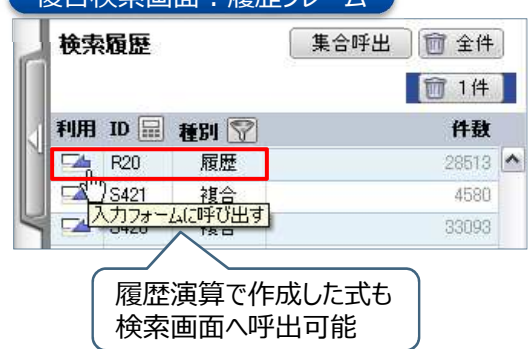 複合検索画面：履歴フレーム
検索履歴 集合呼出 全件
1件
利用 ID 種別 件数
R20 履歴 28513
S421 複合 4580
入力フォームに呼び出す
S420 複合 33093
履歴演算で作成した式も
検索画面へ呼出可能